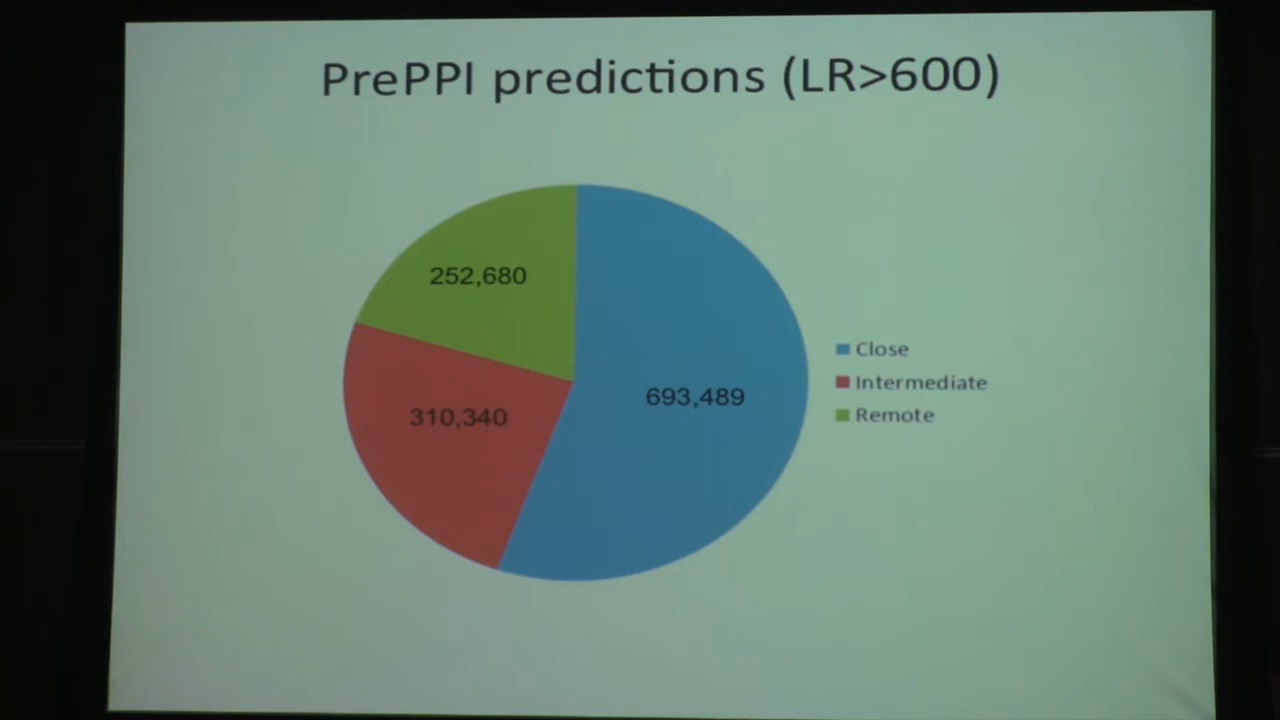 PrePPI predictions (LR>600)
252,680
693,489
310,340
Close
Intermediate
Remote